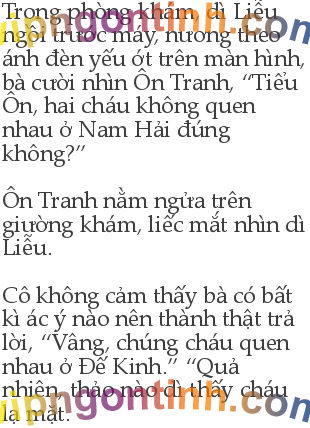 Trong phòng khám, dì Liễu
ngồi trước máy, nương theo
ánh đèn yếu ớt trên màn hình,
bà cười nhìn Ôn Tranh, “Tiểu
Ôn, hai cháu không quen
nhau ở Nam Hải đúng
không?”
Ôn Tranh nằm ngửa trên
giường khám, liếc mắt nhìn dì
Liễu.
Cô không cảm thấy bà có bất
kì ác ý nào nên thành thật trả
lời, “Vâng, chúng cháu quen
nhau ở Đế Kinh.” “Quả
nhiên, thảo nào dì thấy cháu
lạ mặt.
vipngontinh.com
vipngontinh.com